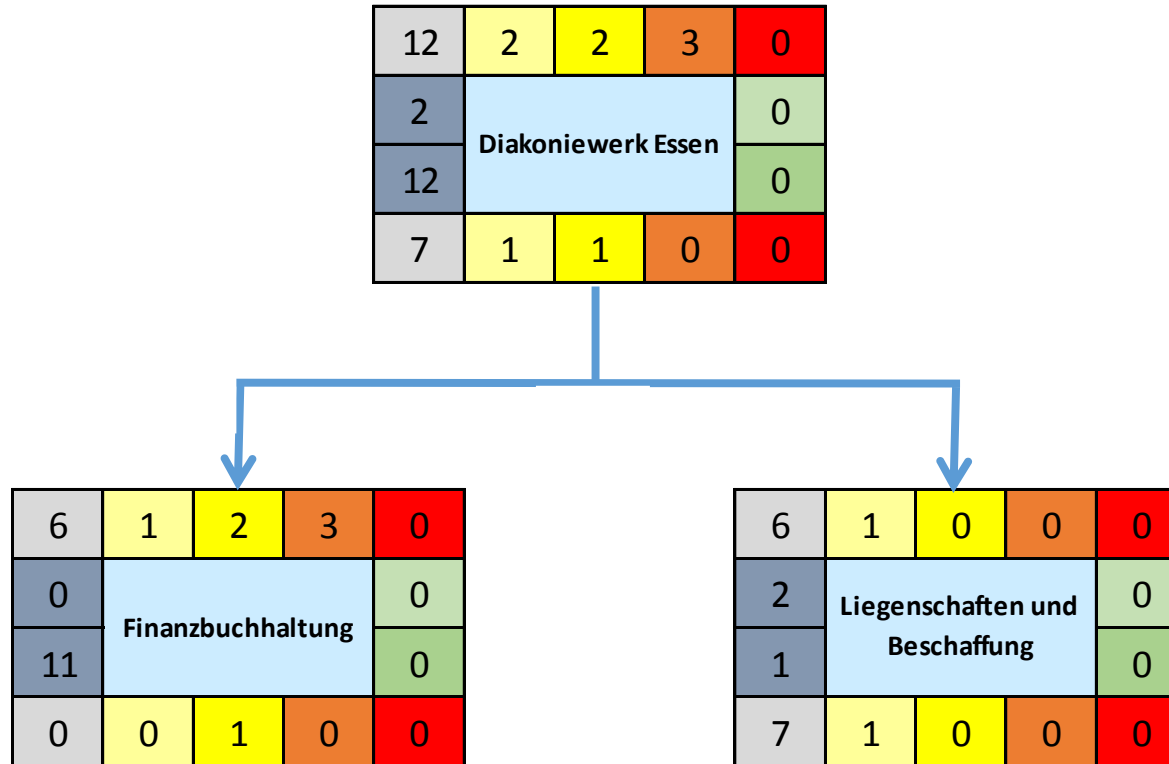 12 2 2 3 0
2 0
Diakoniewerk Essen
12 0
7 1 1 0 0
6 1 2 3 0
0 0
Finanzbuchhaltung
11 0
0 0 1 0 0
6 1 0 0 0
2 0
Liegenschaften und
Beschaffung
1 0
7 1 0 0 0